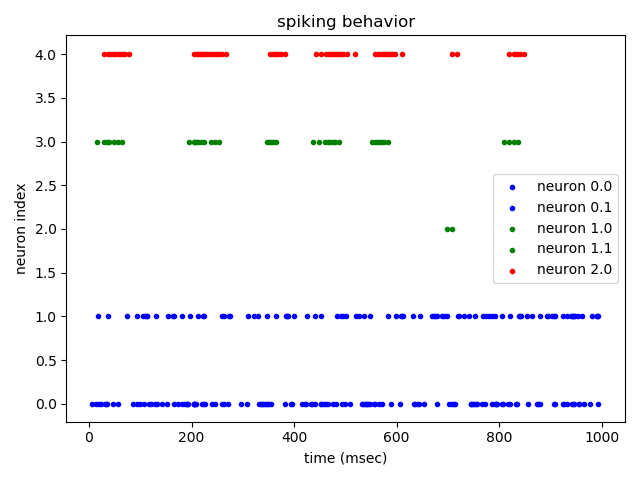 spiking behavior
4.0
3.5
3.0
2.5
2.0
1.5
1.0
0.5
0.0
neuron index
neuron 0.0
neuron 0.1
neuron 1.0
neuron 1.1
neuron 2.0
0 200 400 600 800 1000
time (msec)